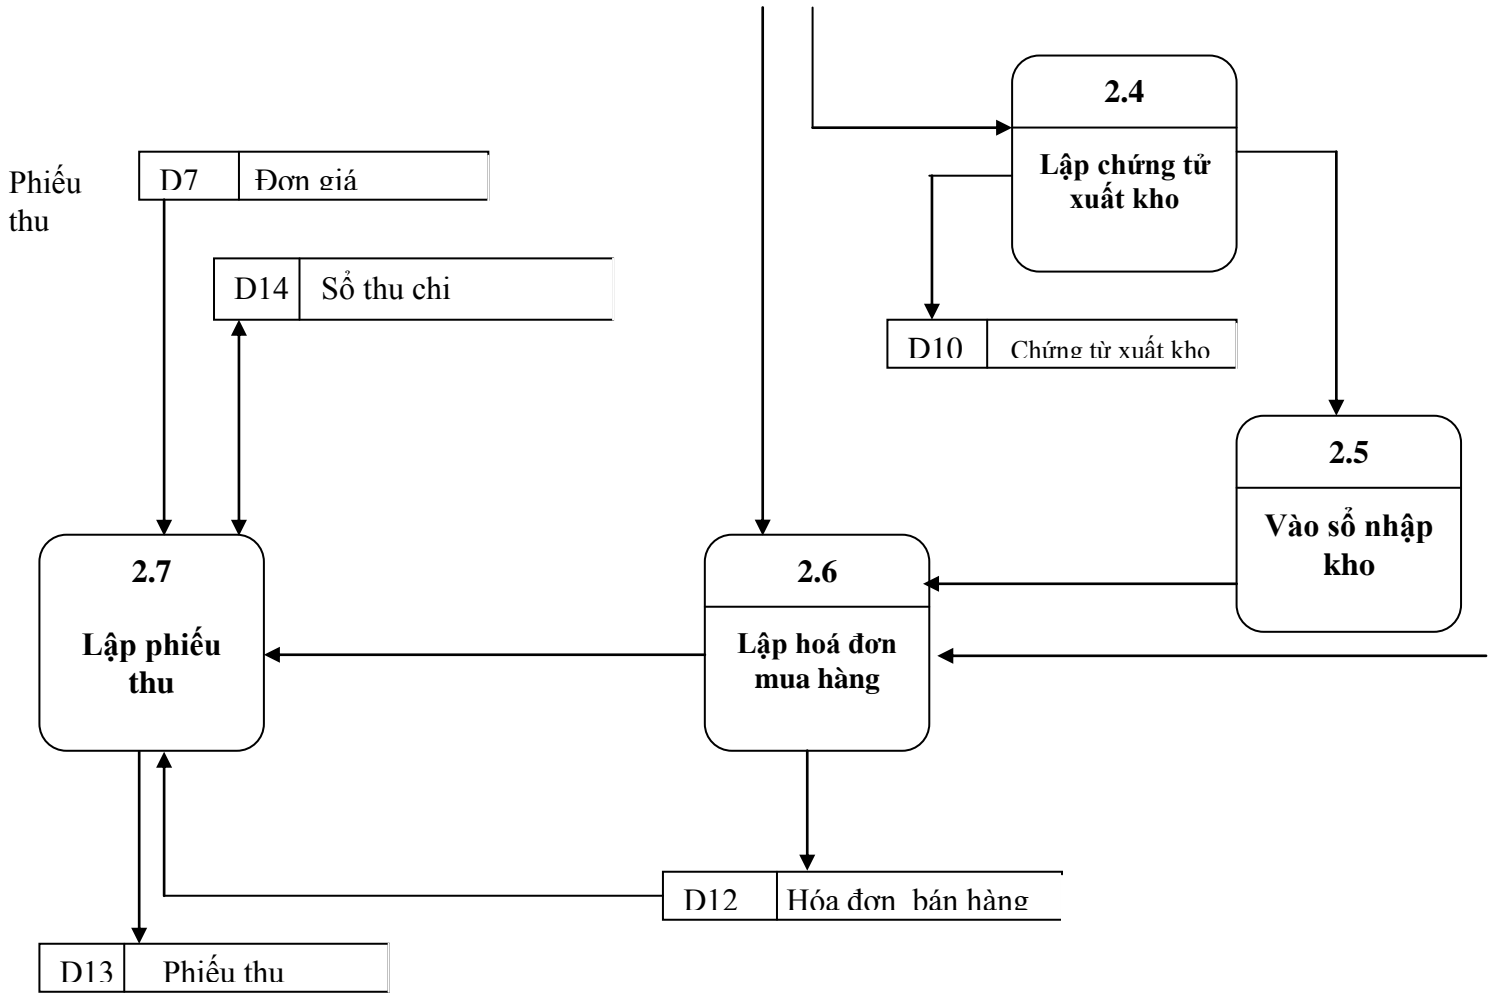 2.4
Lập chứng tử
xuất kho
Phiếu
thu
D7 Đơn giá
D14 Sổ thu chi
D10 Chứng từ xuất kho
2.5
Vào sổ nhập
kho
2.7
Lập phiếu
thu
2.6
Lập hoá đơn
mua hàng
D12 Hóa đơn bán hàng
D13 Phiếu thu